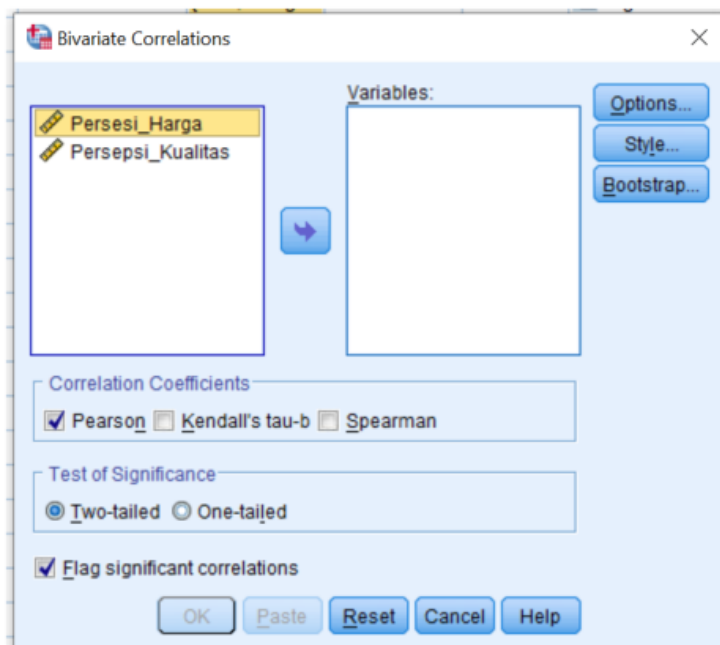 Bivariate Correlations
Variables:
Persesi_Harga
Persepsi_Kualitas
Options...
Style...
Bootstrap...
Correlation Coefficients
Pearson Kendall's tau-b Spearman
Test of Significance
Two-tailed One-tailed
Flag significant correlations
OK Paste Reset Cancel Help